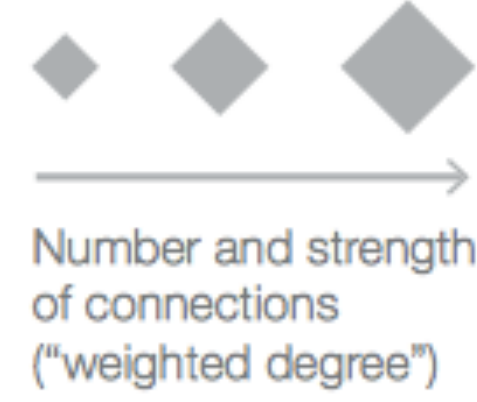 Number and strength
of connections
(“weighted degree”)